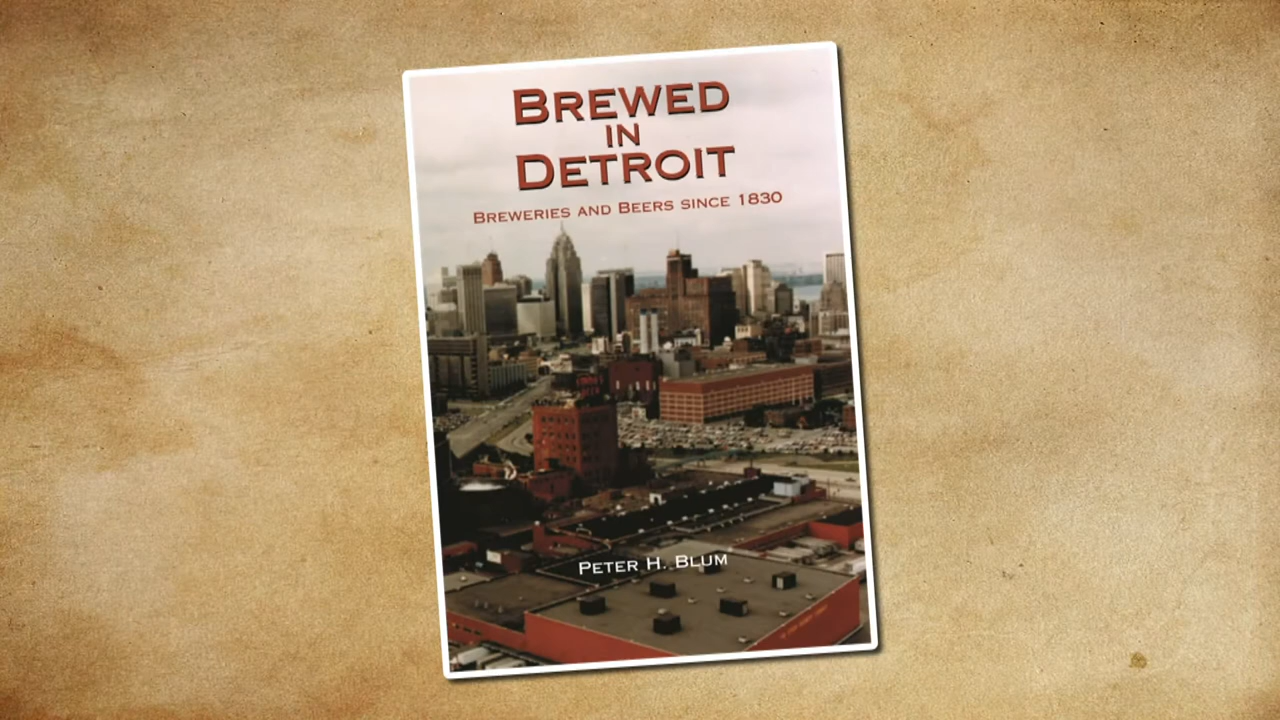 BREWED
IN
DETROIT
BREWERIES AND BEERS SINCE 1830
PETER H. BLUM